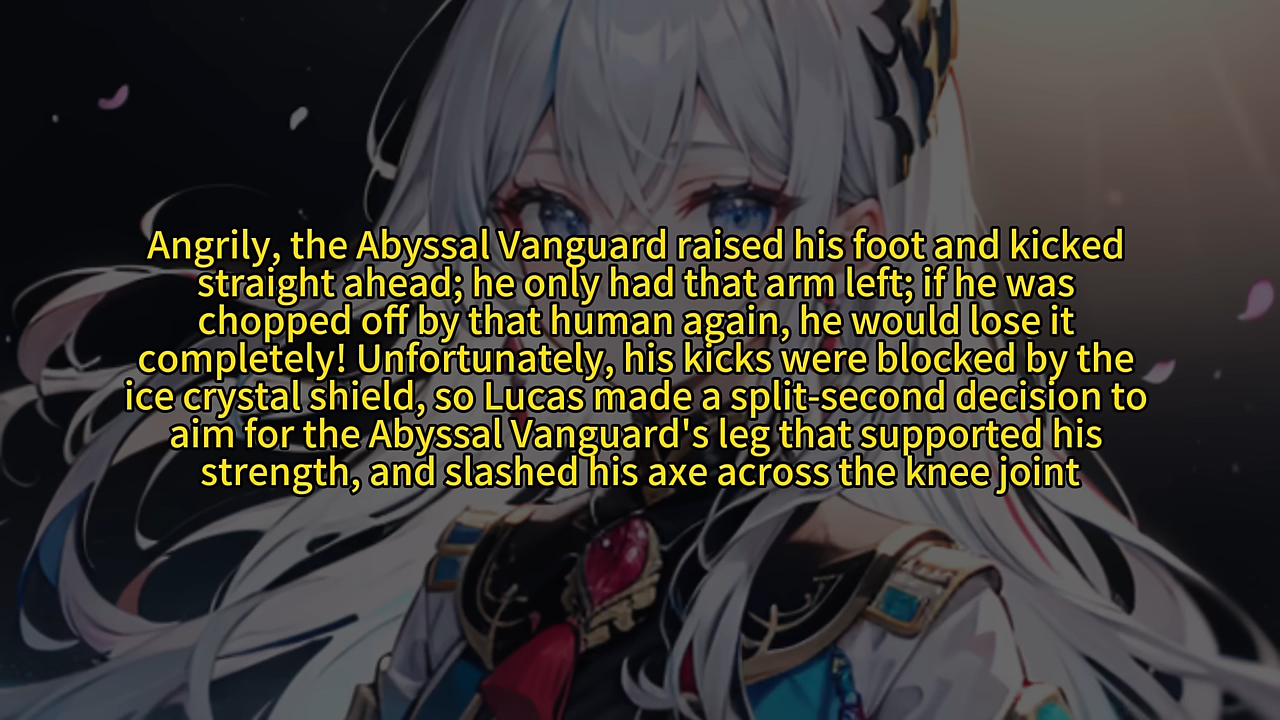 Angrily, the Abyssal Vanguard raised his foot and kicked
straight ahead; he only had that arm left; if he was
chopped off by that human again, he would lose it
completely! Unfortunately, his kicks were blocked by the
ice crystal shield, so Lucas made a split-second decision to
aim for the Abyssal Vanguard's leg that supported his
strength, and slashed his axe across the knee joint